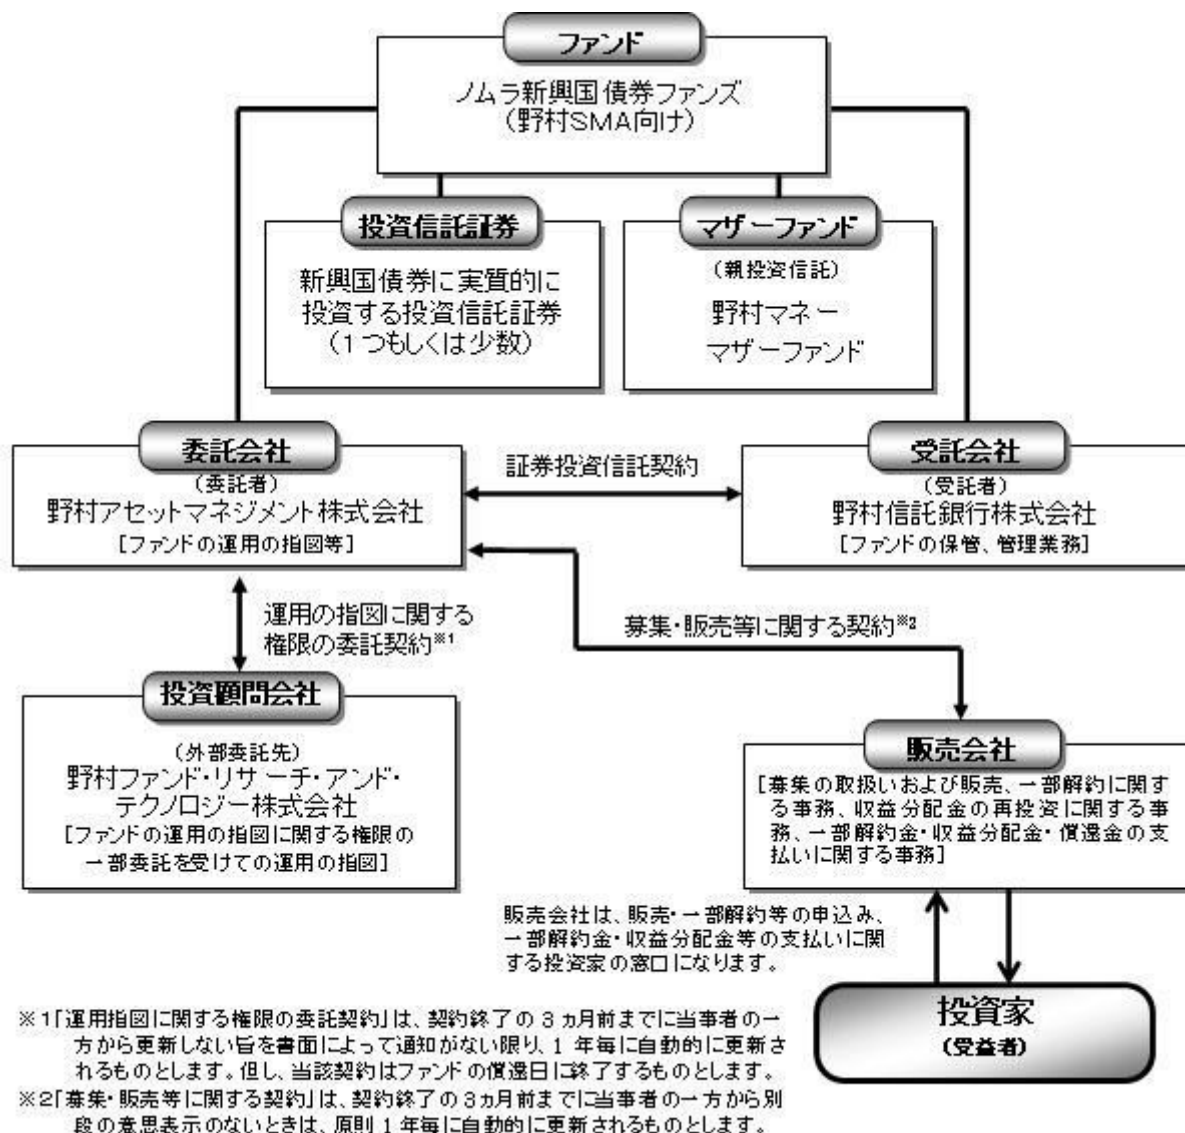 ファンド
ノムラ新興国債券ファンズ
（野村SMA向け）
投資信託証券
新興国債券に実質的に
投資する投資信託証券
（1つもしくは少数）
マザーファンド
（親投資信託）
野村マネー
マザーファンド
委託会社
（委託者）
野村アセットマネジメント株式会社
［ファンドの運用の指図等］
証券投資信託契約
受託会社
（受託者）
野村信託銀行株式会社
［ファンドの保管、管理業務］
運用の指図に関する
権限の委託契約※1
募集・販売等に関する契約※2
投資顧問会社
（外部委託先）
野村ファンド・リサーチ・アンド・
テクノロジー株式会社
［ファンドの運用の指図に関する権限の
一部委託を受けての運用の指図］
販売会社
［募集の取扱いおよび販売、一部解約に関す
る事務、収益分配金の再投資に関する事
務、一部解約金・収益分配金・償還金の支
払いに関する事務］
販売会社は、販売・一部解約等の申込み、
一部解約金・収益分配金等の支払いに関
する投資家の窓口になります。
投資家
（受益者）
※1「運用指図に関する権限の委託契約」は、契約終了の 3 ヵ月前までに当事者の一
方から更新しない旨を書面によって通知がない限り、1 年毎に自動的に更新さ
れるものとします。但し、当該契約はファンドの償還日に終了するものとします。
※2「募集・販売等に関する契約」は、契約終了の3ヵ月前までに当事者の一方から別
段の意思表示のないときは、原則 1 年毎に自動的に更新されるものとします。